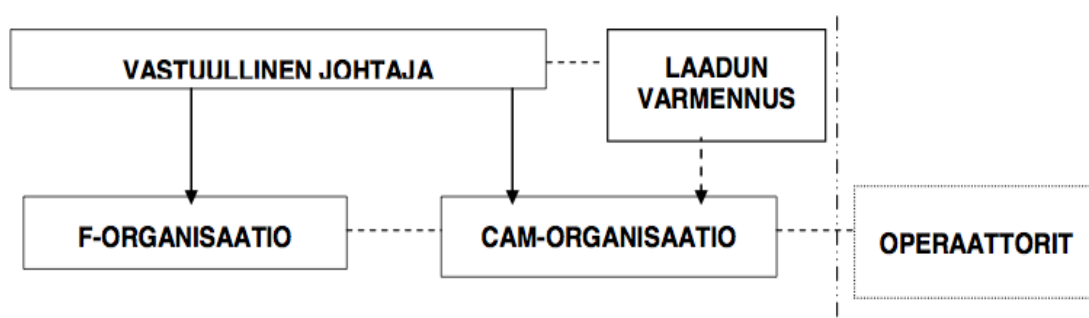 VASTUULLINEN JOHTAJA
LAADUN
VARMENNUS
F-ORGANISAATIO
CAM-ORGANISAATIO
OPERAATTORIT